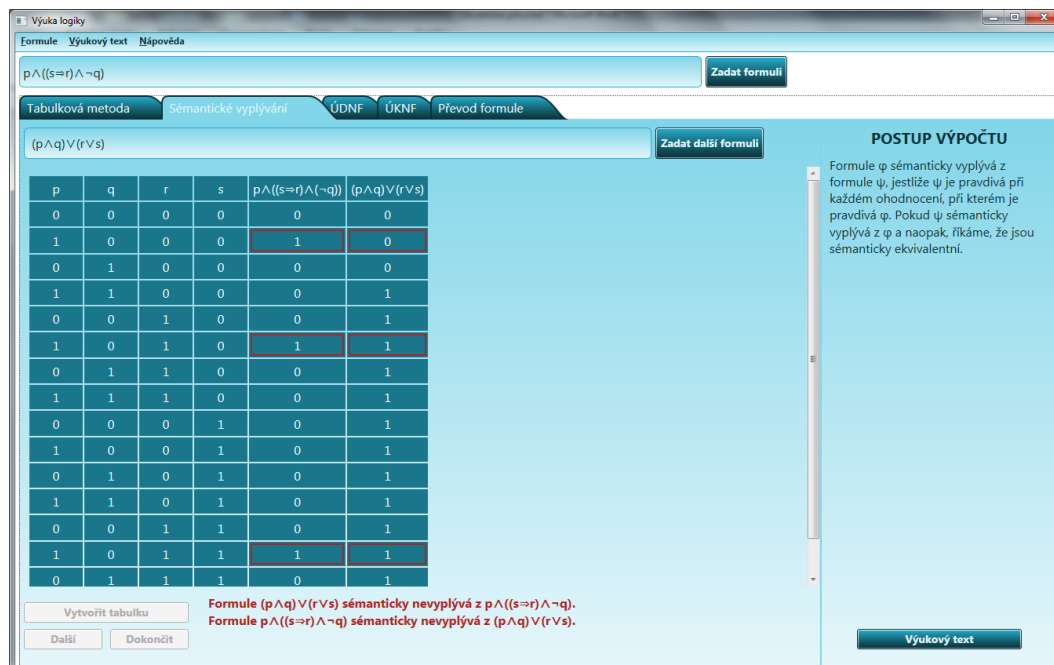 Výuka logiky
Formule Výukový text Nápověda
p∧((s⇒r)∧¬q)
Zadat formuli
Tabulková metoda Sémantické vyplývání ÚDNF ÚKNF Převod formule
(p∧q)∨(r∨s)
Zadat další formuli
p q r s p∧((s⇒r)∧(¬q)) (p∧q)∨(r∨s)
0 0 0 0 0 0
1 0 0 0 1 0
0 1 0 0 0 0
1 1 0 0 0 1
0 0 1 0 0 1
1 0 1 0 1 1
0 1 1 0 0 1
1 1 1 0 0 1
0 0 0 1 0 1
1 0 0 1 0 1
0 1 0 1 0 1
1 1 0 1 0 1
0 0 1 1 0 1
1 0 1 1 1 1
0 1 1 1 0 1
Vytvořit tabulku
Další Dokončit
Formule (p∧q)∨(r∨s) sémanticky nevyplývá z p∧((s⇒r)∧¬q).
Formule p∧((s⇒r)∧¬q) sémanticky nevyplývá z (p∧q)∨(r∨s).
POSTUP VÝPOČTU
Formule φ sémanticky vyplývá z
formule ψ, jestliže ψ je pravdivá při
každém ohodnocení, při kterém je
pravdivá φ. Pokud ψ sémanticky
vyplývá z φ a naopak, říkáme, že jsou
sémanticky ekvivalentní.
Výukový text